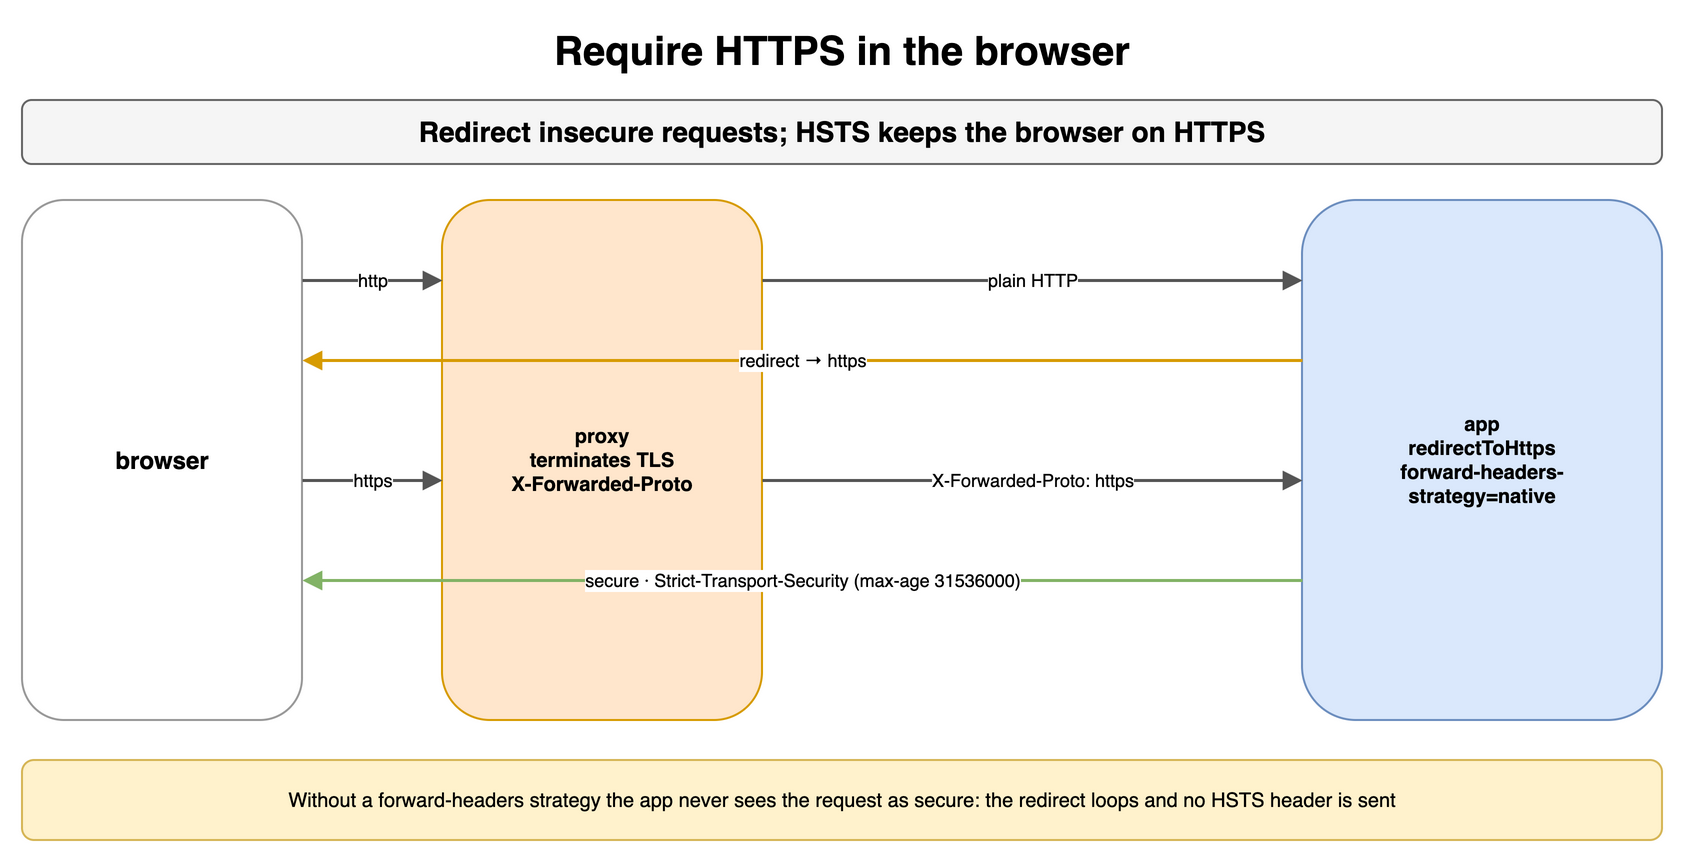 Require HTTPS in the browser
Redirect insecure requests; HSTS keeps the browser on HTTPS
http
plain HTTP
redirect → https
browser
proxy
terminates TLS
X-Forwarded-Proto
app
redirectToHttps
forward-headers-
strategy=native
https
X-Forwarded-Proto: https
secure · Strict-Transport-Security (max-age 31536000)
Without a forward-headers strategy the app never sees the request as secure: the redirect loops and no HSTS header is sent